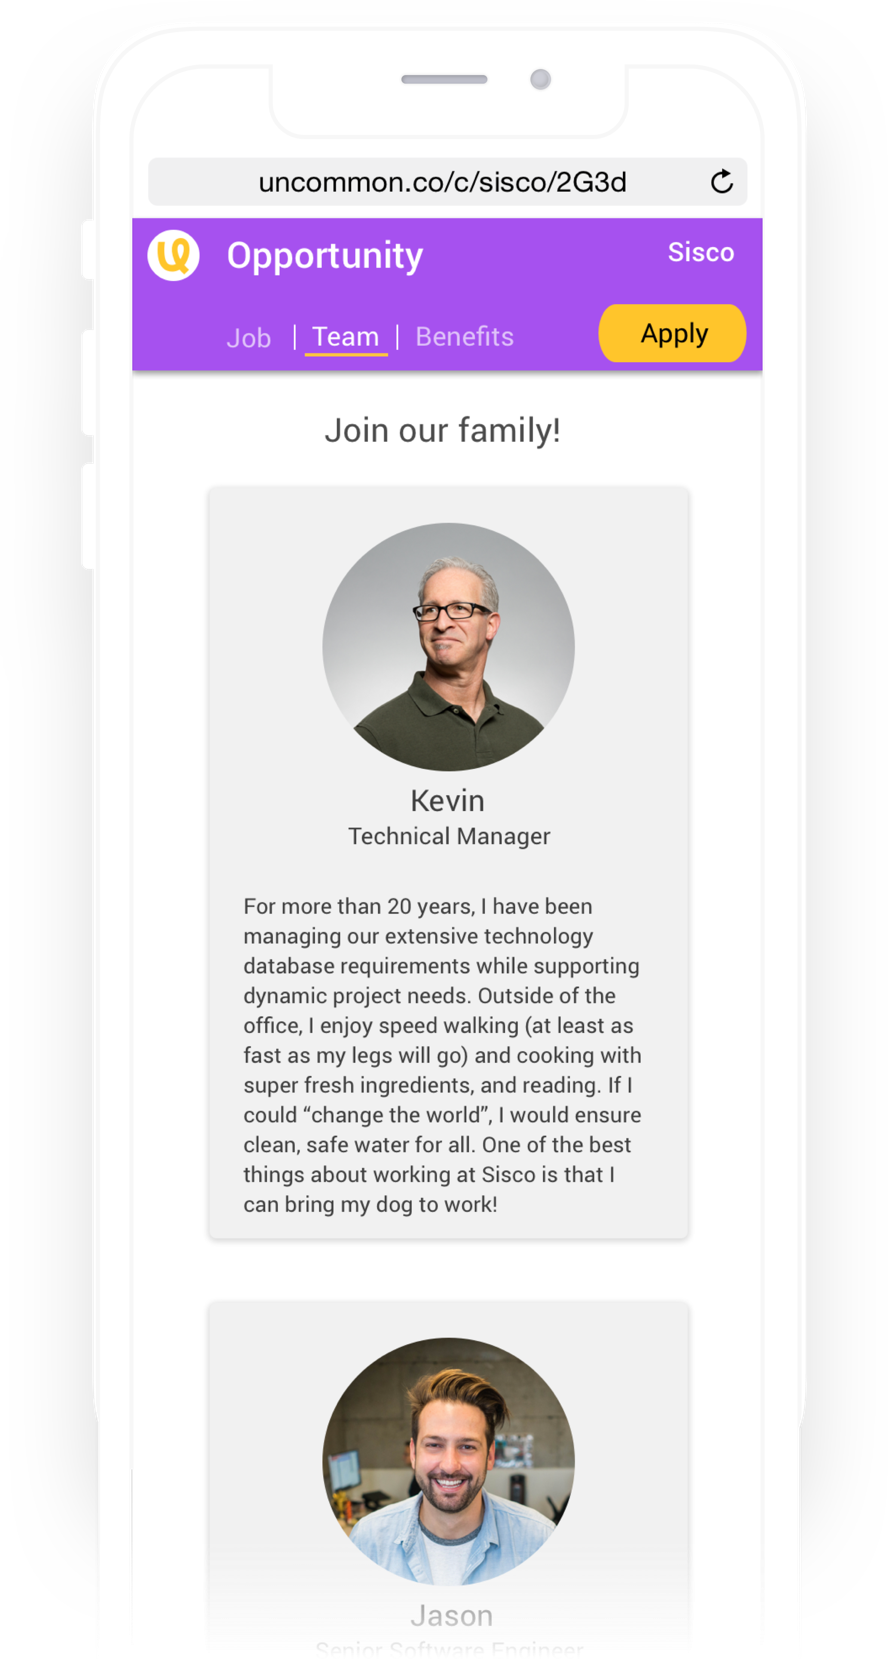 uncommon.co/c/sisco/2G3d
Opportunity
Sisco
Job | Team | Benefits
Apply
Join our family!
Kevin
Technical Manager
For more than 20 years, I have been
managing our extensive technology
database requirements while supporting
dynamic project needs. Outside of the
office, I enjoy speed walking (at least as
fast as my legs will go) and cooking with
super fresh ingredients, and reading. If I
could “change the world”, I would ensure
clean, safe water for all. One of the best
things about working at Sisco is that I
can bring my dog to work!
Jason
Senior Software Engineer